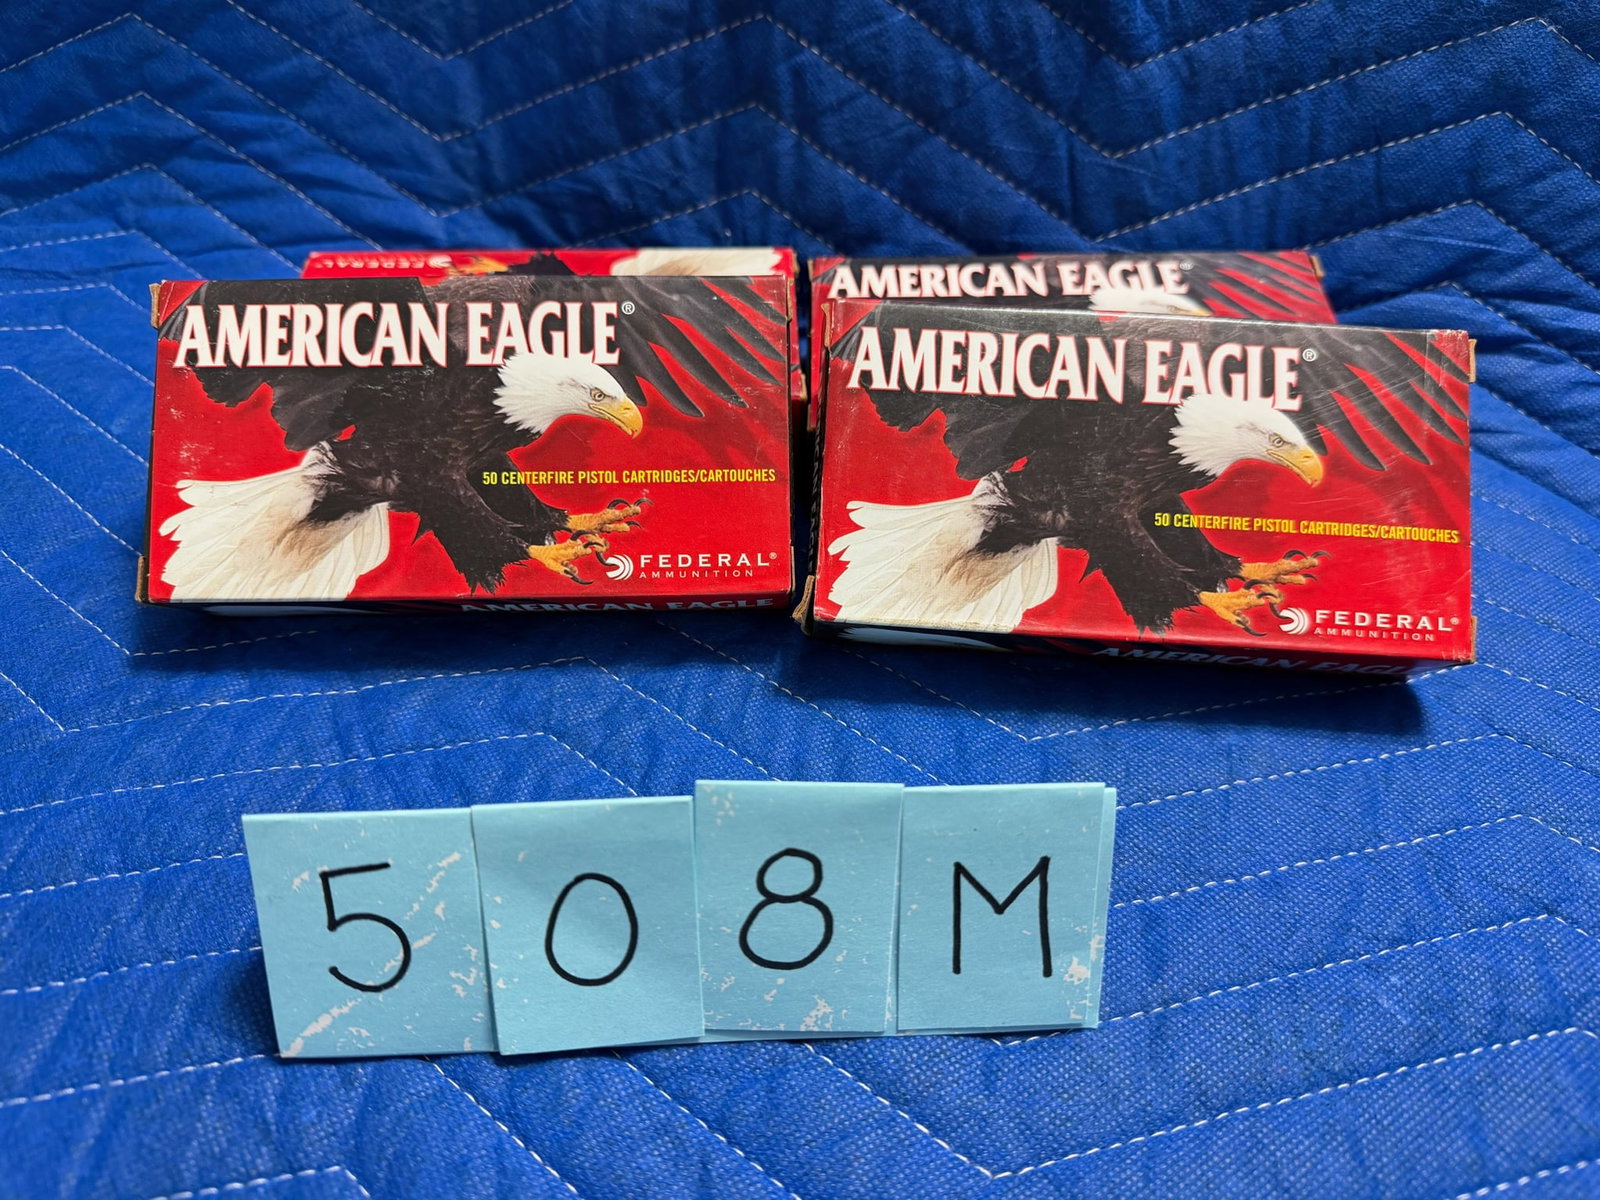 FEDERAL
AMERICAN EAGLE®
AMERICAN EAGLE®
50 CENTERFIRE PISTOL CARTRIDGES/CARTOUCHES
FEDERAL®
AMMUNITION
AMERICAN EAGLE
AMERICAN EAGLE®
50 CENTERFIRE PISTOL CARTRIDGES/CARTOUCHES
FEDERAL®
AMMUNITION
AMERICAN EAGLE
508M